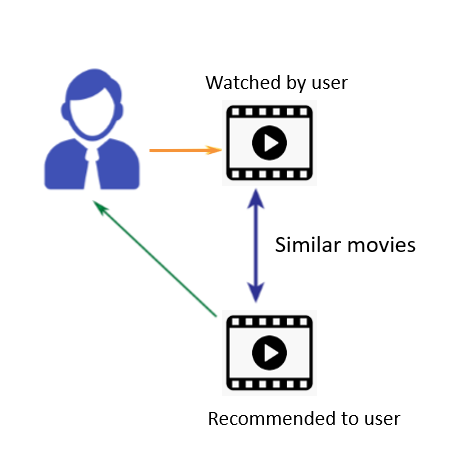 Watched by user
Similar movies
Recommended to user